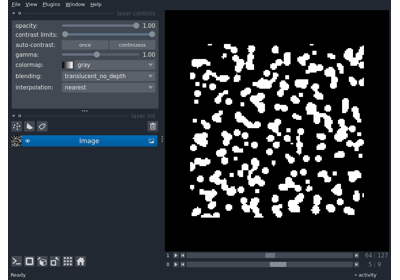 File View Plugins Window Help
layer controls
opacity: 1.00
contrast limits:
auto-contrast: once continuous
gamma: 1.00
colormap: gray
blending: translucent_no_depth
interpolation: nearest
layer list
Image
1 64 127
0 5 9
Ready activity